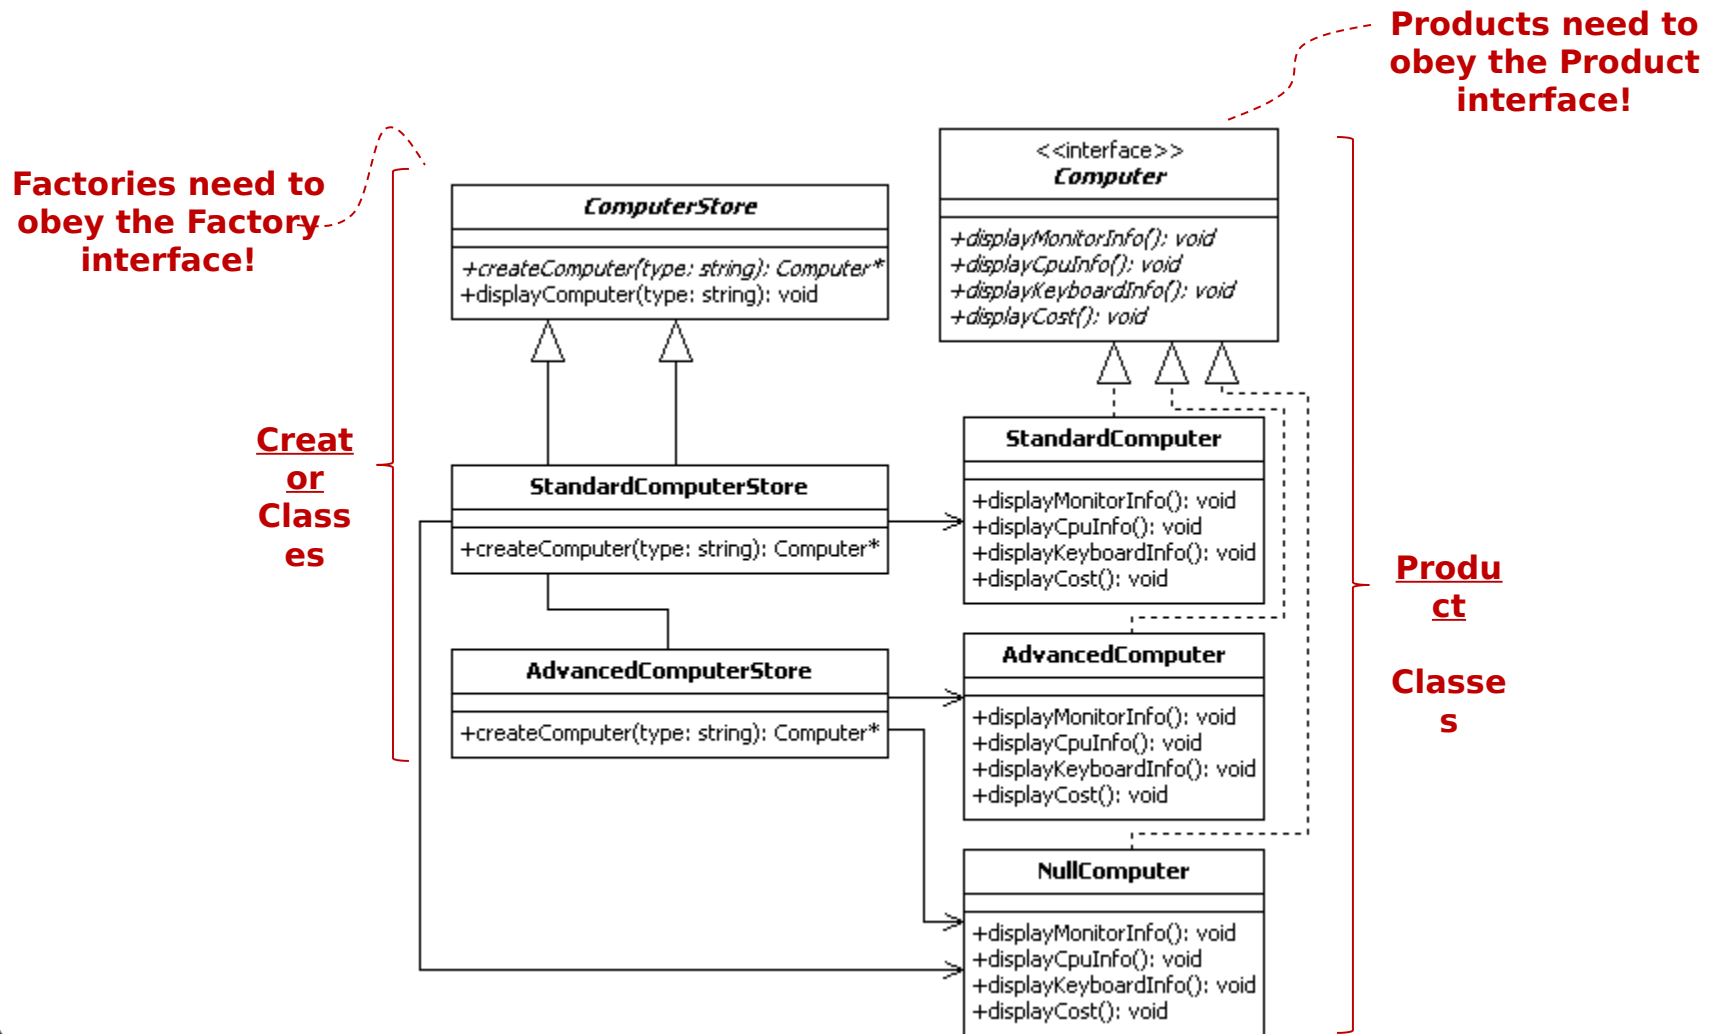 Products need to
obey the Product
interface!
Factories need to
obey the Factory
interface!
Creat
or
Class
es
ComputerStore
+createComputer(type: string): Computer*
+displayComputer(type: string): void
<<interface>>
Computer
+displayMonitorInfo(): void
+displayCpuInfo(): void
+displayKeyboardInfo(): void
+displayCost(): void
StandardComputerStore
+createComputer(type: string): Computer*
StandardComputer
+displayMonitorInfo(): void
+displayCpuInfo(): void
+displayKeyboardInfo(): void
+displayCost(): void
AdvancedComputerStore
+createComputer(type: string): Computer*
AdvancedComputer
+displayMonitorInfo(): void
+displayCpuInfo(): void
+displayKeyboardInfo(): void
+displayCost(): void
NullComputer
+displayMonitorInfo(): void
+displayCpuInfo(): void
+displayKeyboardInfo(): void
+displayCost(): void
Produ
ct
Classe
s